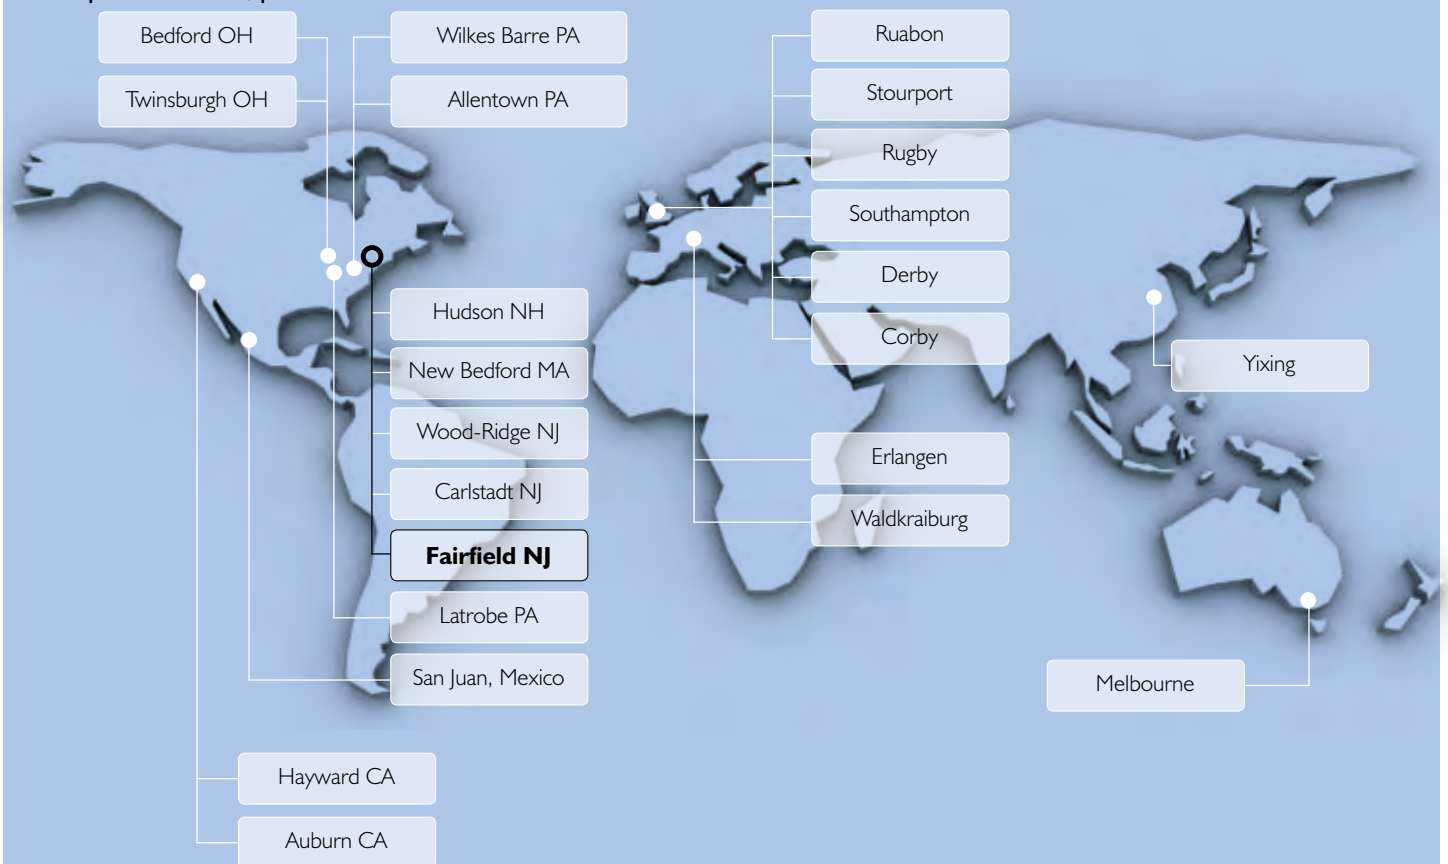 Bedford OH
Twinsburgh OH
Wilkes Barre PA
Allentown PA
Ruabon
Stourport
Rugby
Southampton
Derby
Corby
Hudson NH
New Bedford MA
Wood-Ridge NJ
Carlstadt NJ
Fairfield NJ
Latrobe PA
San Juan, Mexico
Erlangen
Waldkraiburg
Yixing
Melbourne
Hayward CA
Auburn CA